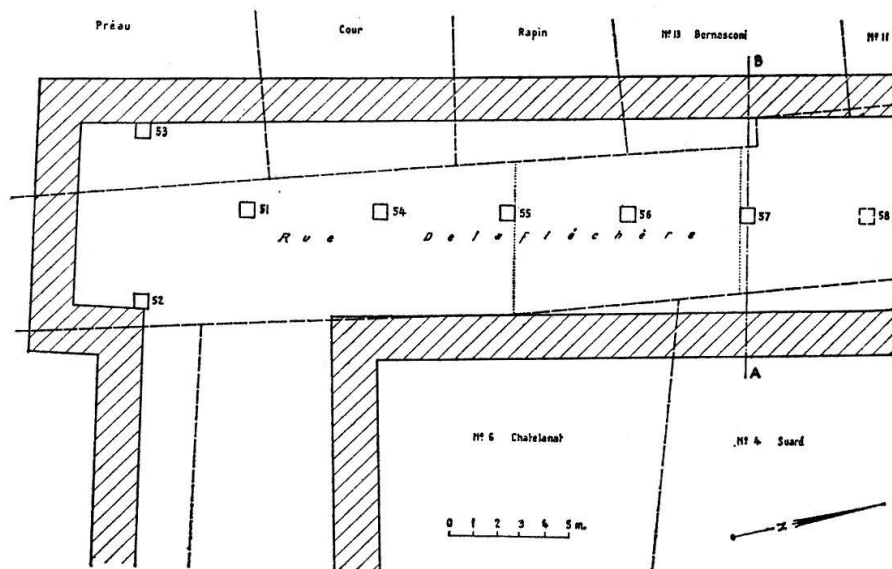 Préau Cour Rapin Nº 13 Bernasconi Nº 11
B
53
51 54 55 56 57 58
Rue Delafléchère
52
A
Nº 6 Chatelanat Nº 4 Suard
0 1 2 3 4 5 m.
N